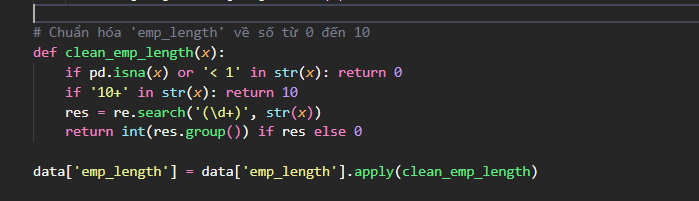 # Chuẩn hóa 'emp_length' về số từ 0 đến 10
def clean_emp_length(x):
    if pd.isna(x) or '< 1' in str(x): return 0
    if '10+' in str(x): return 10
    res = re.search('(\d+)', str(x))
    return int(res.group()) if res else 0
data['emp_length'] = data['emp_length'].apply(clean_emp_length)